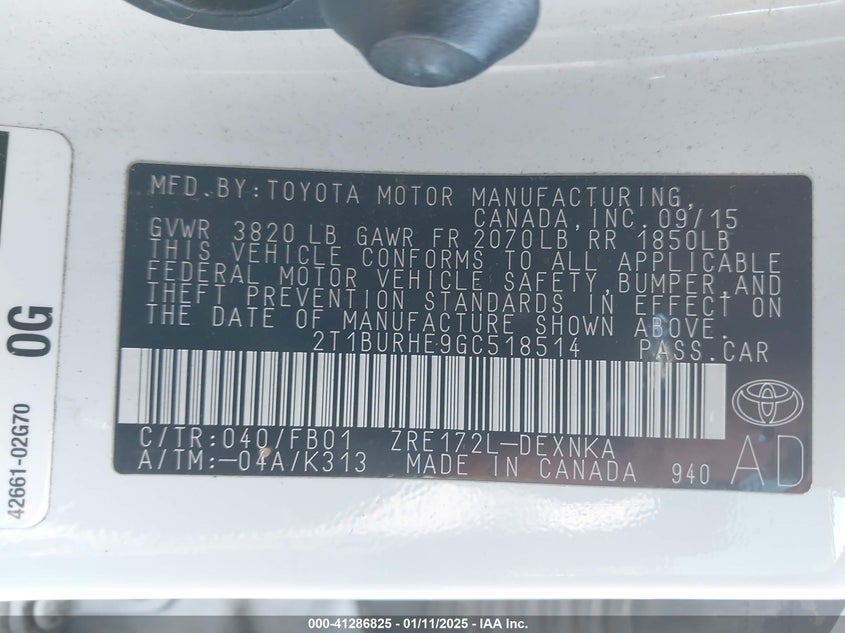 MFD.BY:TOYOTA MOTOR MANUFACTURING,
CANADA,INC.09/15
GVWR 3820 LB GAWR FR 2070LB RR 1850LB
THIS VEHICLE CONFORMS TO ALL APPLICABLE
FEDERAL MOTOR VEHICLE SAFETY,BUMPER,AND
THEFT PREVENTION STANDARDS IN EFFECT ON
THE DATE OF MANUFACTURE SHOWN ABOVE.
2T1BURHE9GC518514 PASS.CAR
C/TR:040/FB01 ZRE172L-DEXNKA
A/TM:-04A/K313 MADE IN CANADA 940
AD
0G
42661-02G70
000-41286825 - 01/11/2025 - IAA Inc.